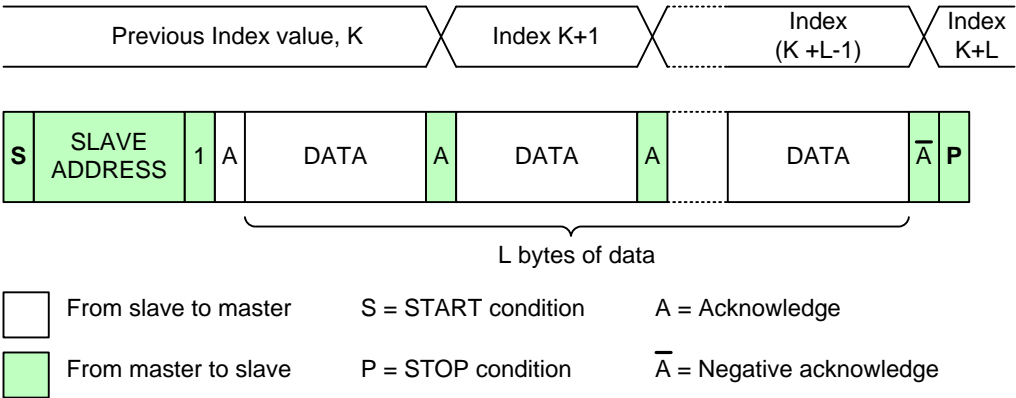 Previous Index value, K
Index K+1
Index
(K +L-1)
Index
K+L
S
SLAVE
ADDRESS
1
A
DATA
A
DATA
A
DATA
A̅
P
L bytes of data
From slave to master
S = START condition
A = Acknowledge
From master to slave
P = STOP condition
A̅ = Negative acknowledge